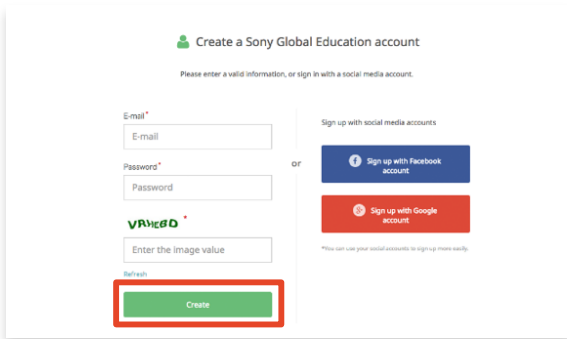 Create a Sony Global Education account
Please enter a valid information, or sign in with a social media account.
E-mail*
E-mail
Password*
Password
*
Enter the image value
Refresh
Create
or
Sign up with social media accounts
Sign up with Facebook
account
Sign up with Google
account
*You can use your social accounts to sign up more easily.